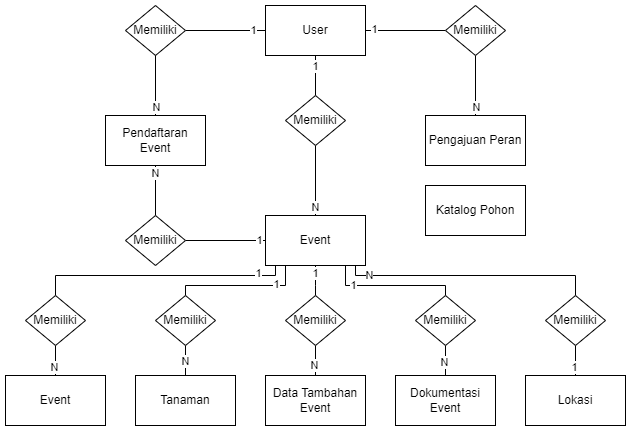 Memiliki
1
User
1
Memiliki
1
N
Pendaftaran
Event
N
Memiliki
N
N
Pengajuan Peran
Katalog Pohon
Memiliki
1
Event
1
1
1
1
N
Memiliki
Memiliki
Memiliki
Memiliki
Memiliki
N
N
N
N
1
Event
Tanaman
Data Tambahan
Event
Dokumentasi
Event
Lokasi